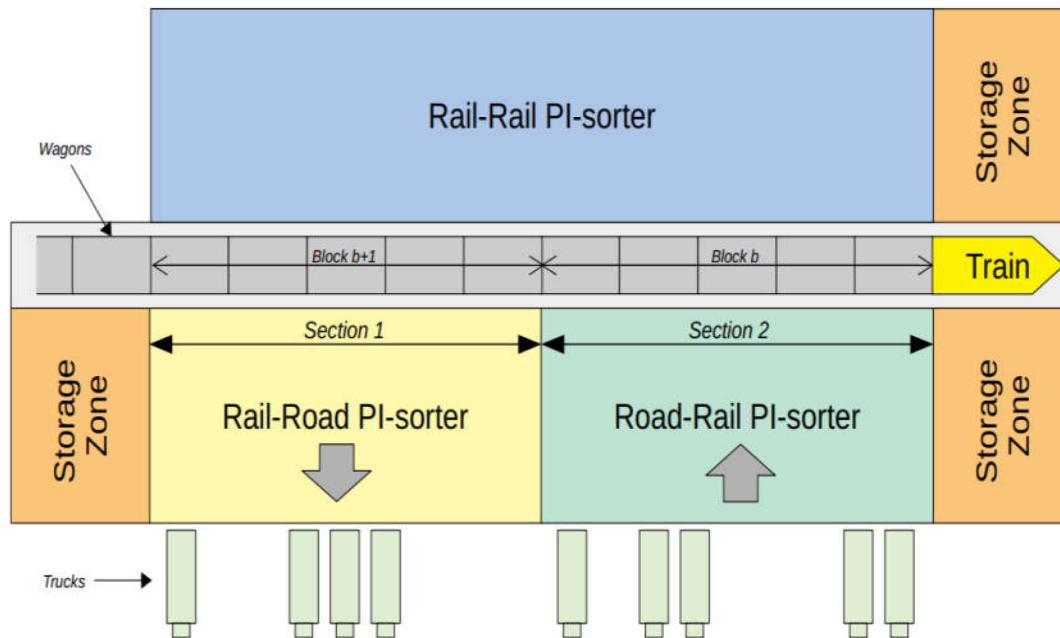 Rail-Rail PI-sorter
Storage
Zone
Wagons
Block b+1
Block b
Train
Storage
Zone
Section 1
Section 2
Rail-Road PI-sorter
Road-Rail PI-sorter
Storage
Zone
Trucks